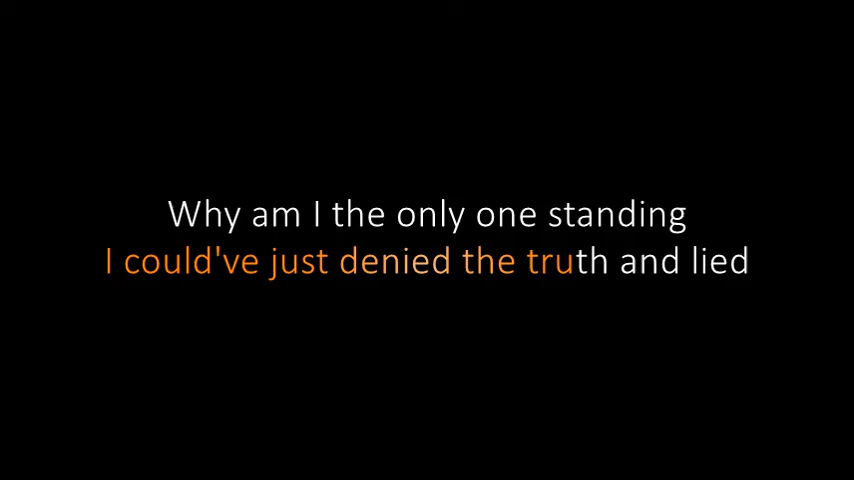 Why am I the only one standing
I could've just denied the truth and lied